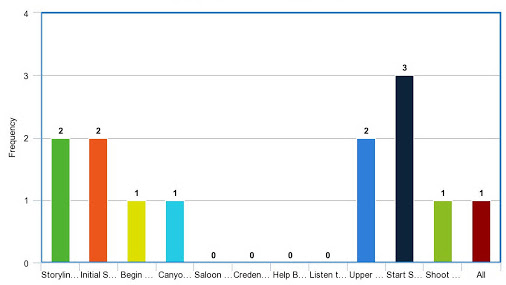 4
3
2
1
0
Frequency
2
2
1
1
0
0
0
0
2
3
1
1
Storylin...
Initial S...
Begin ...
Canyo...
Saloon ...
Creden...
Help B...
Listen t...
Upper ...
Start S...
Shoot ...
All